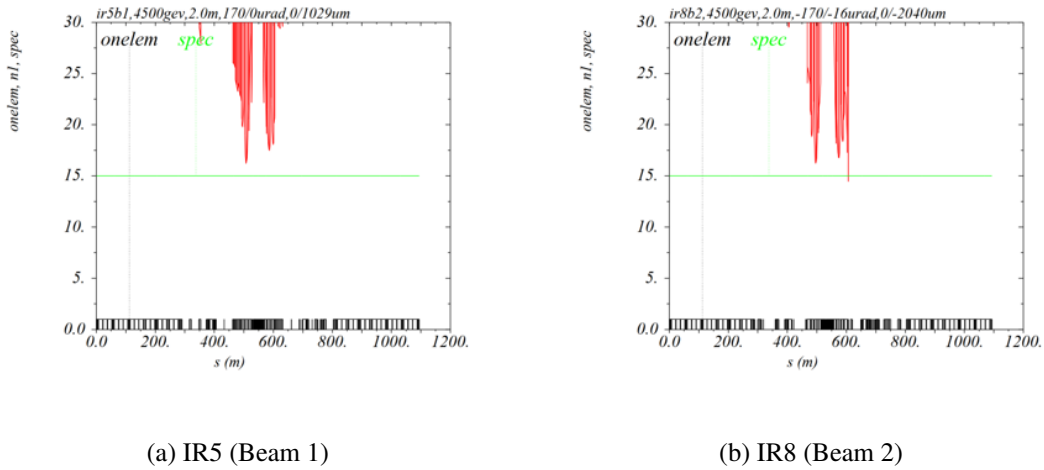 ir5b1,4500gev,2.0m,170/0urad,0/1029um
onelem spec
onelem, n1, spec
30.
25.
20.
15.
10.
5.
0.0
0.0 200. 400. 600. 800. 1000. 1200.
s (m)
(a) IR5 (Beam 1)
ir8b2,4500gev,2.0m,-170/-16urad,0/-2040um
onelem spec
onelem, n1, spec
30.
25.
20.
15.
10.
5.
0.0
0.0 200. 400. 600. 800. 1000. 1200.
s (m)
(b) IR8 (Beam 2)